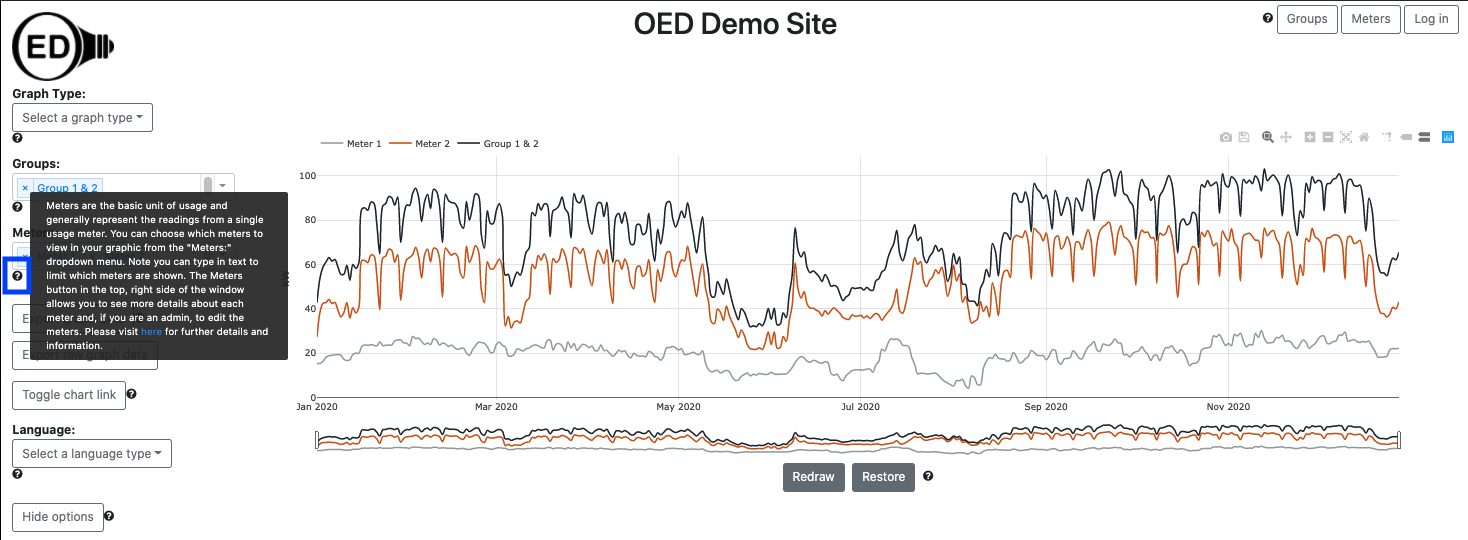 OED Demo Site
Groups
Meters
Log in
ED
Graph Type:
Select a graph type
Groups:
× Group 1 & 2
Meters are the basic unit of usage and
generally represent the readings from a single
usage meter. You can choose which meters to
view in your graphic from the "Meters:"
dropdown menu. Note you can type in text to
limit which meters are shown. The Meters
button in the top, right side of the window
allows you to see more details about each
meter and, if you are an admin, to edit the
meters. Please visit here for further details and
information.
Export raw graph data
Toggle chart link
Language:
Select a language type
Hide options
Meter 1
Meter 2
Group 1 & 2
100
80
60
40
20
0
Jan 2020
Mar 2020
May 2020
Jul 2020
Sep 2020
Nov 2020
Redraw
Restore